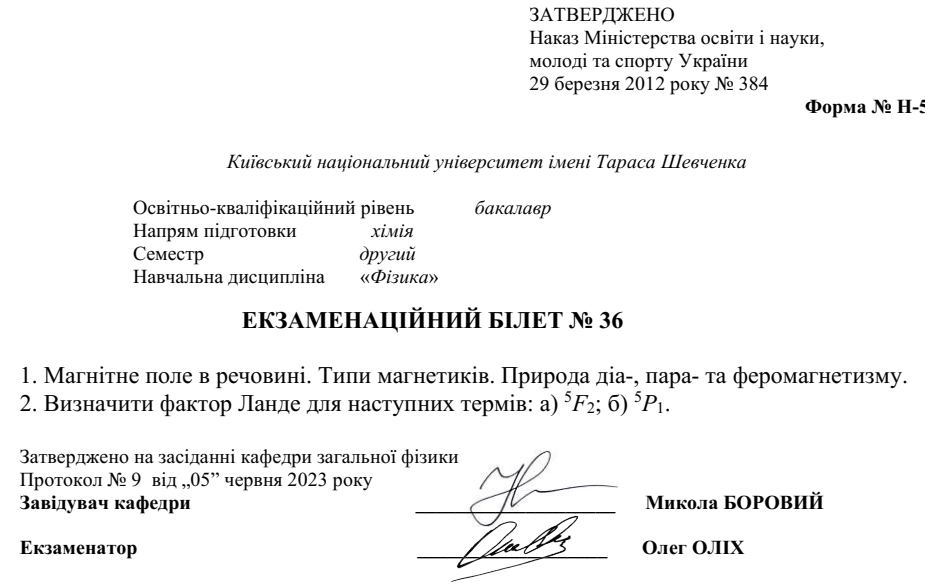 ЗАТВЕРДЖЕНО
Наказ Міністерства освіти і науки,
молоді та спорту України
29 березня 2012 року № 384
Форма № Н-5
Київський національний університет імені Тараса Шевченка
Освітньо-кваліфікаційний рівень бакалавр
Напрям підготовки хімія
Семестр другий
Навчальна дисципліна «Фізика»
ЕКЗАМЕНАЦІЙНИЙ БІЛЕТ № 36
1. Магнітне поле в речовині. Типи магнетиків. Природа діа-, пара- та феромагнетизму.
2. Визначити фактор Ланде для наступних термів: а) ⁵F₂; б) ⁵P₁.
Затверджено на засіданні кафедри загальної фізики
Протокол № 9 від „05” червня 2023 року
Завідувач кафедри Микола БОРОВИЙ
Екзаменатор Олег ОЛІХ